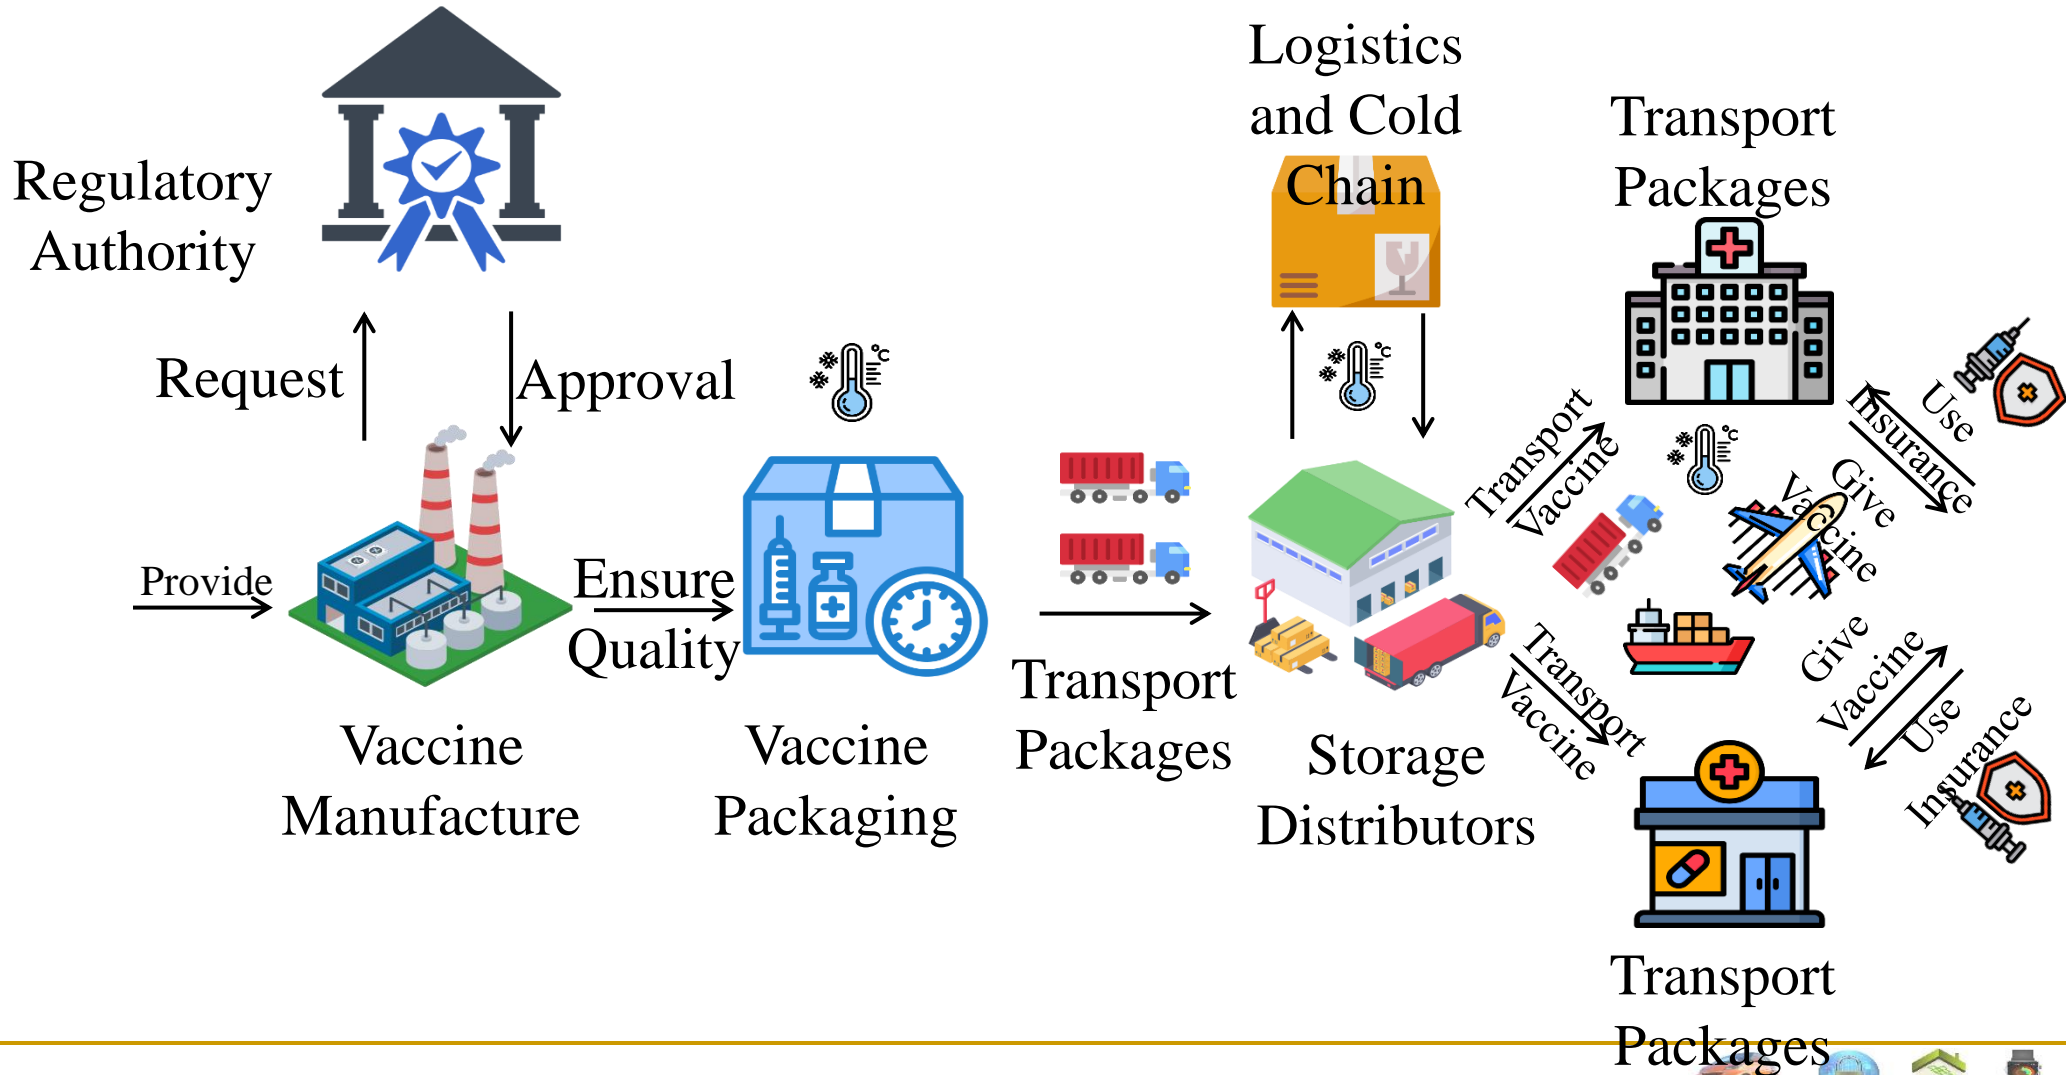 Logistics
and Cold
Chain
Transport
Packages
Regulatory
Authority
Request
Approval
°C
°C
°C
Use
Insurance
Transport
Vaccine
Give
Vaccine
Provide
Ensure
Quality
Transport
Packages
Transport
Vaccine
Give
Vaccine
Use
Insurance
Vaccine
Manufacture
Vaccine
Packaging
Storage
Distributors
Transport
Packages